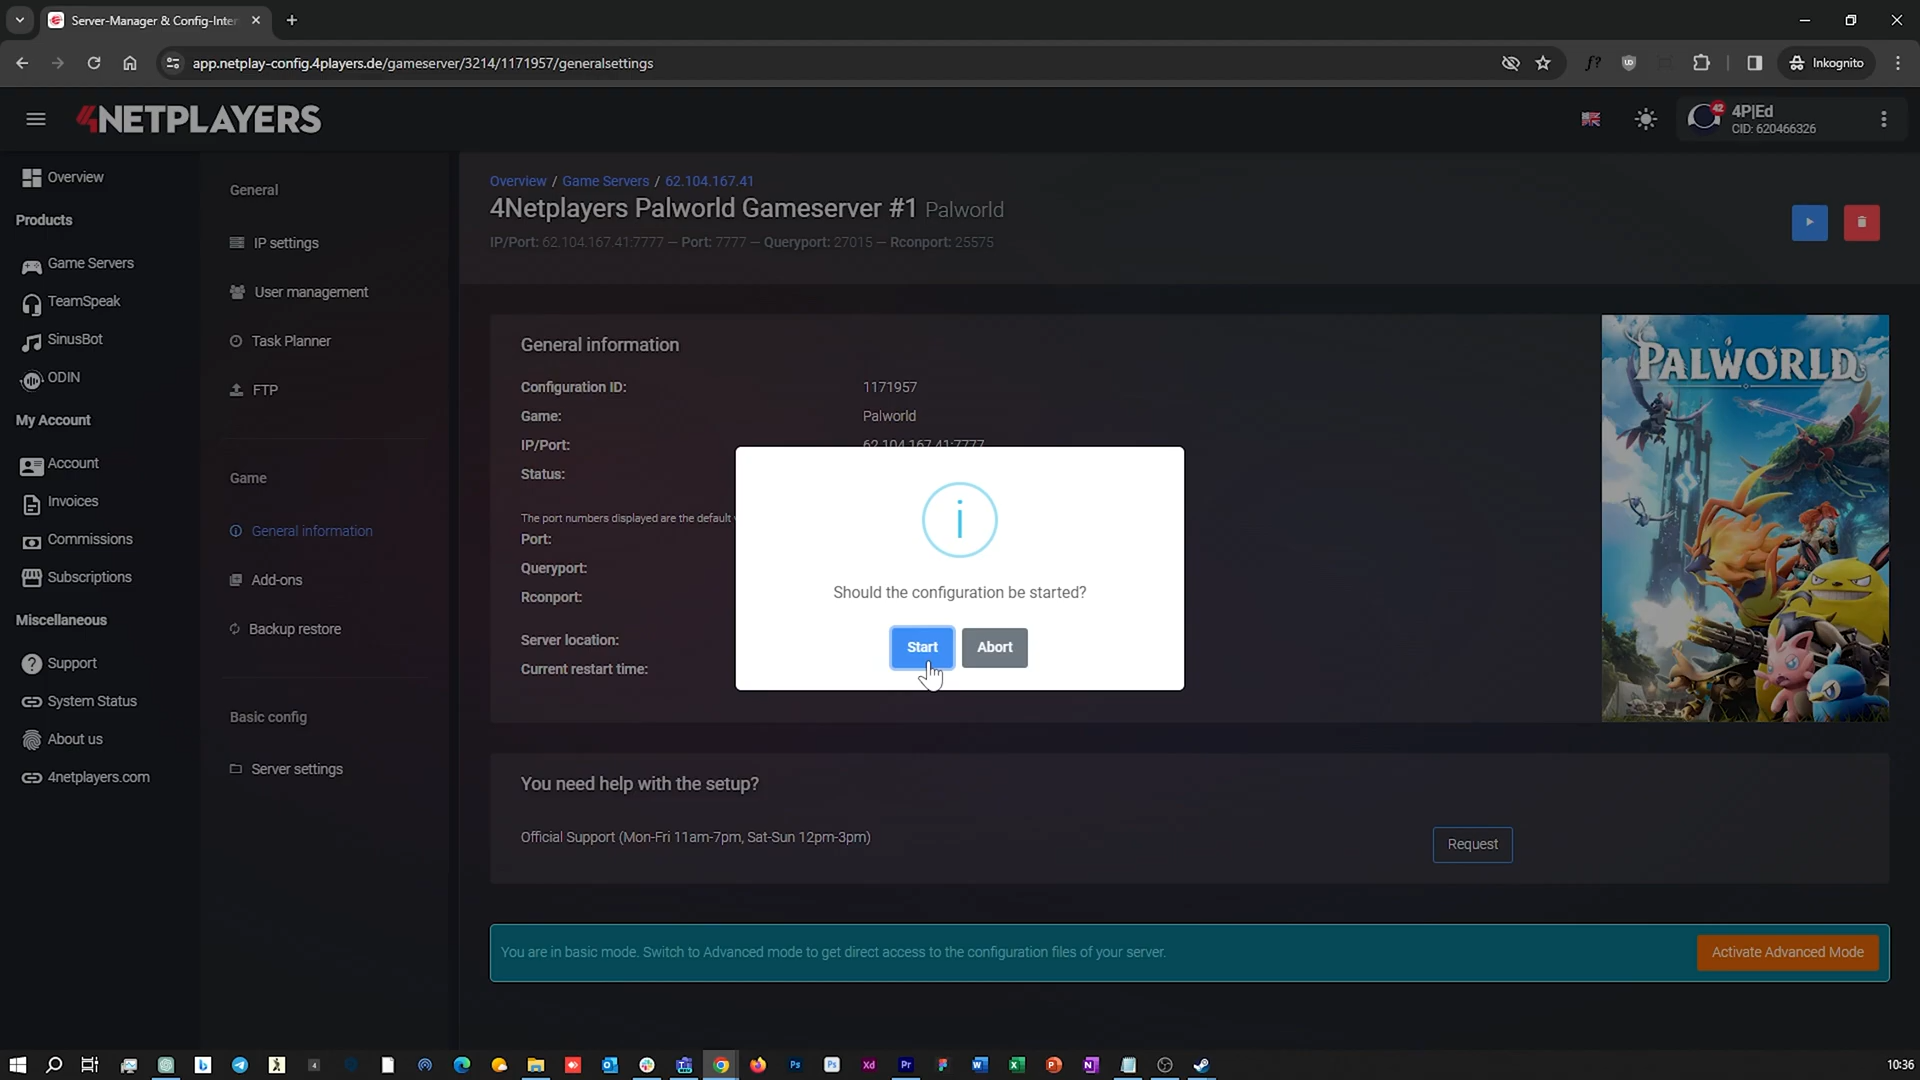 Server-Manager & Config-Inter
app.netplay-config.4players.de/gameserver/3214/1171957/generalsettings
Inkognito
4NETPLAYERS
42
4P|Ed
CID: 620466326
Overview
Products
Game Servers
TeamSpeak
SinusBot
ODIN
My Account
Account
Invoices
Commissions
Subscriptions
Miscellaneous
Support
System Status
About us
4netplayers.com
General
IP settings
User management
Task Planner
FTP
Game
General information
Add-ons
Backup restore
Basic config
Server settings
Overview / Game Servers / 62.104.167.41
4Netplayers Palworld Gameserver #1 Palworld
IP/Port: 62.104.167.41:7777 — Port: 7777 — Queryport: 27015 — Rconport: 25575
General information
Configuration ID: 1171957
Game: Palworld
IP/Port: 62.104.167.41:7777
Status:
The port numbers displayed are the default
Port:
Queryport:
Rconport:
Server location:
Current restart time:
PALWORLD
Should the configuration be started?
Start
Abort
You need help with the setup?
Official Support (Mon-Fri 11am-7pm, Sat-Sun 12pm-3pm)
Request
You are in basic mode. Switch to Advanced mode to get direct access to the configuration files of your server.
Activate Advanced Mode
10:36